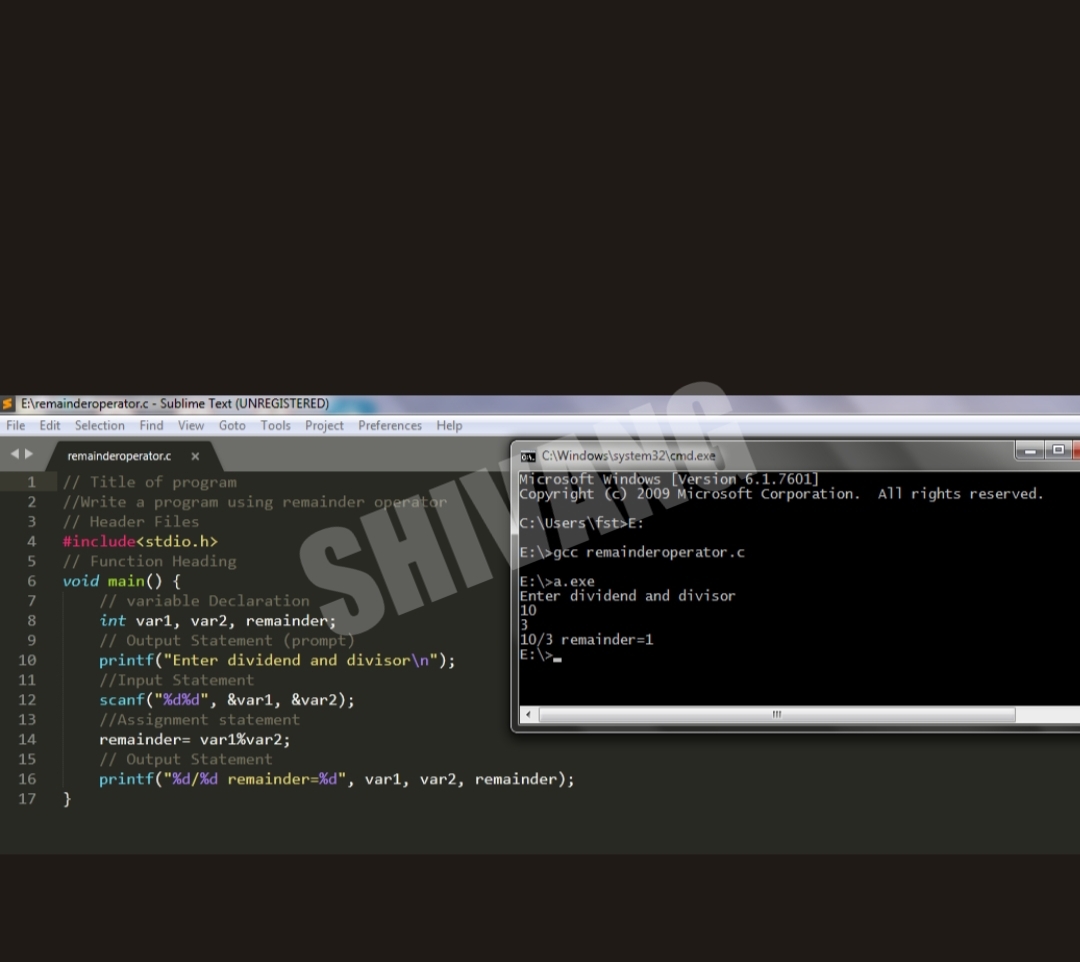 E:\remainderoperator.c - Sublime Text (UNREGISTERED)
File Edit Selection Find View Goto Tools Project Preferences Help
remainderoperator.c x
1 // Title of program
2 //Write a program using remainder operator
3 // Header Files
4 #include<stdio.h>
5 // Function Heading
6 void main() {
7 // variable Declaration
8 int var1, var2, remainder;
9 // Output Statement (prompt)
10 printf("Enter dividend and divisor\n");
11 //Input Statement
12 scanf("%d%d", &var1, &var2);
13 //Assignment statement
14 remainder= var1%var2;
15 // Output Statement
16 printf("%d/%d remainder=%d", var1, var2, remainder);
17 }
C:\Windows\system32\cmd.exe
Microsoft Windows [Version 6.1.7601]
Copyright (c) 2009 Microsoft Corporation. All rights reserved.
C:\Users\fst>E:
E:\>gcc remainderoperator.c
E:\>a.exe
Enter dividend and divisor
10
3
10/3 remainder=1
E:\>_
SHIVANG